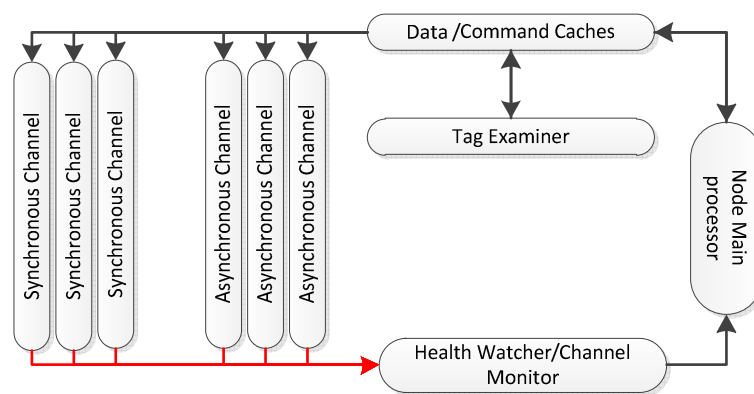 Data /Command Caches
Tag Examiner
Synchronous Channel
Synchronous Channel
Synchronous Channel
Asynchronous Channel
Asynchronous Channel
Asynchronous Channel
Node Main
processor
Health Watcher/Channel
Monitor